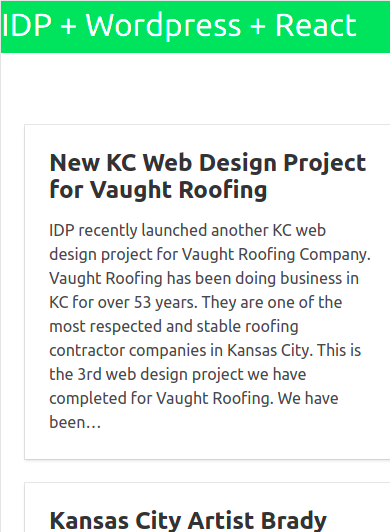 IDP + Wordpress + React
New KC Web Design Project
for Vaught Roofing
IDP recently launched another KC web
design project for Vaught Roofing Company.
Vaught Roofing has been doing business in
KC for over 53 years. They are one of the
most respected and stable roofing
contractor companies in Kansas City. This is
the 3rd web design project we have
completed for Vaught Roofing. We have
been…
Kansas City Artist Brady